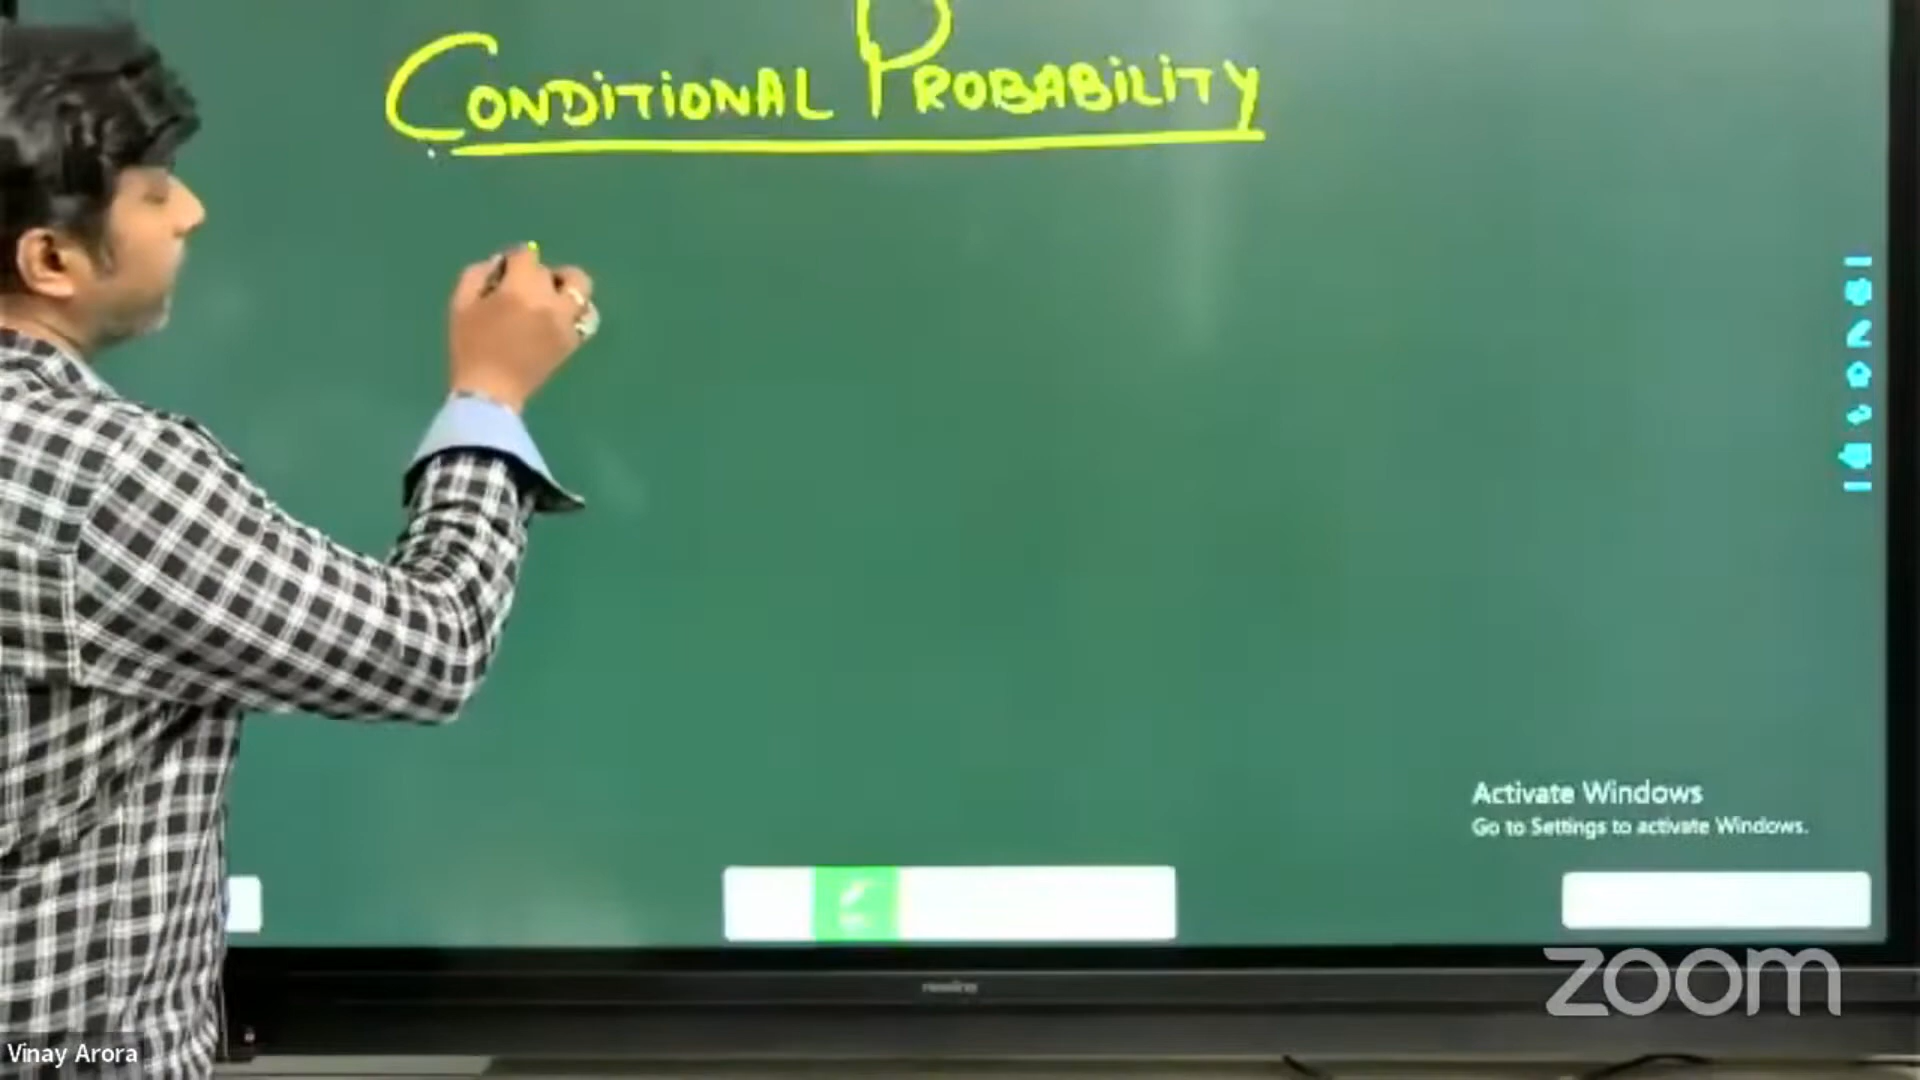 CONDITIONAL PROBABILITY
Activate Windows
Go to Settings to activate Windows.
zoom
Vinay Arora